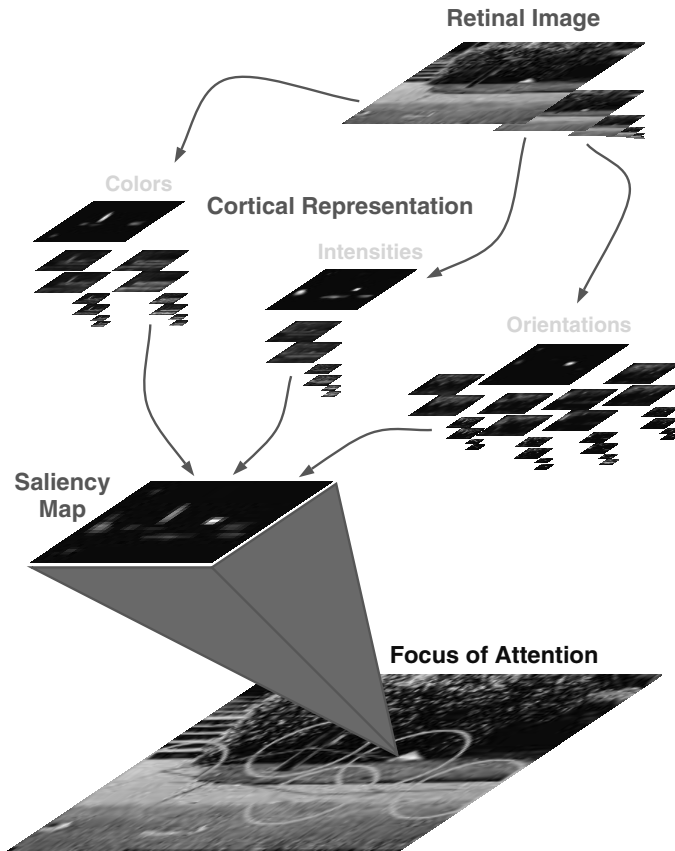 Retinal Image
Colors
Cortical Representation
Intensities
Orientations
Saliency
Map
Focus of Attention